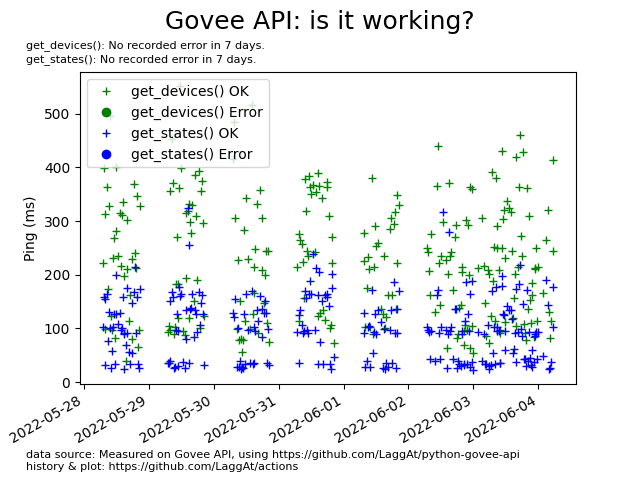 Govee API: is it working?
get_devices(): No recorded error in 7 days.
get_states(): No recorded error in 7 days.
get_devices() OK
get_devices() Error
get_states() OK
get_states() Error
Ping (ms)
500
400
300
200
100
0
2022-05-28
2022-05-29
2022-05-30
2022-05-31
2022-06-01
2022-06-02
2022-06-03
2022-06-04
data source: Measured on Govee API, using https://github.com/LaggAt/python-govee-api
history & plot: https://github.com/LaggAt/actions